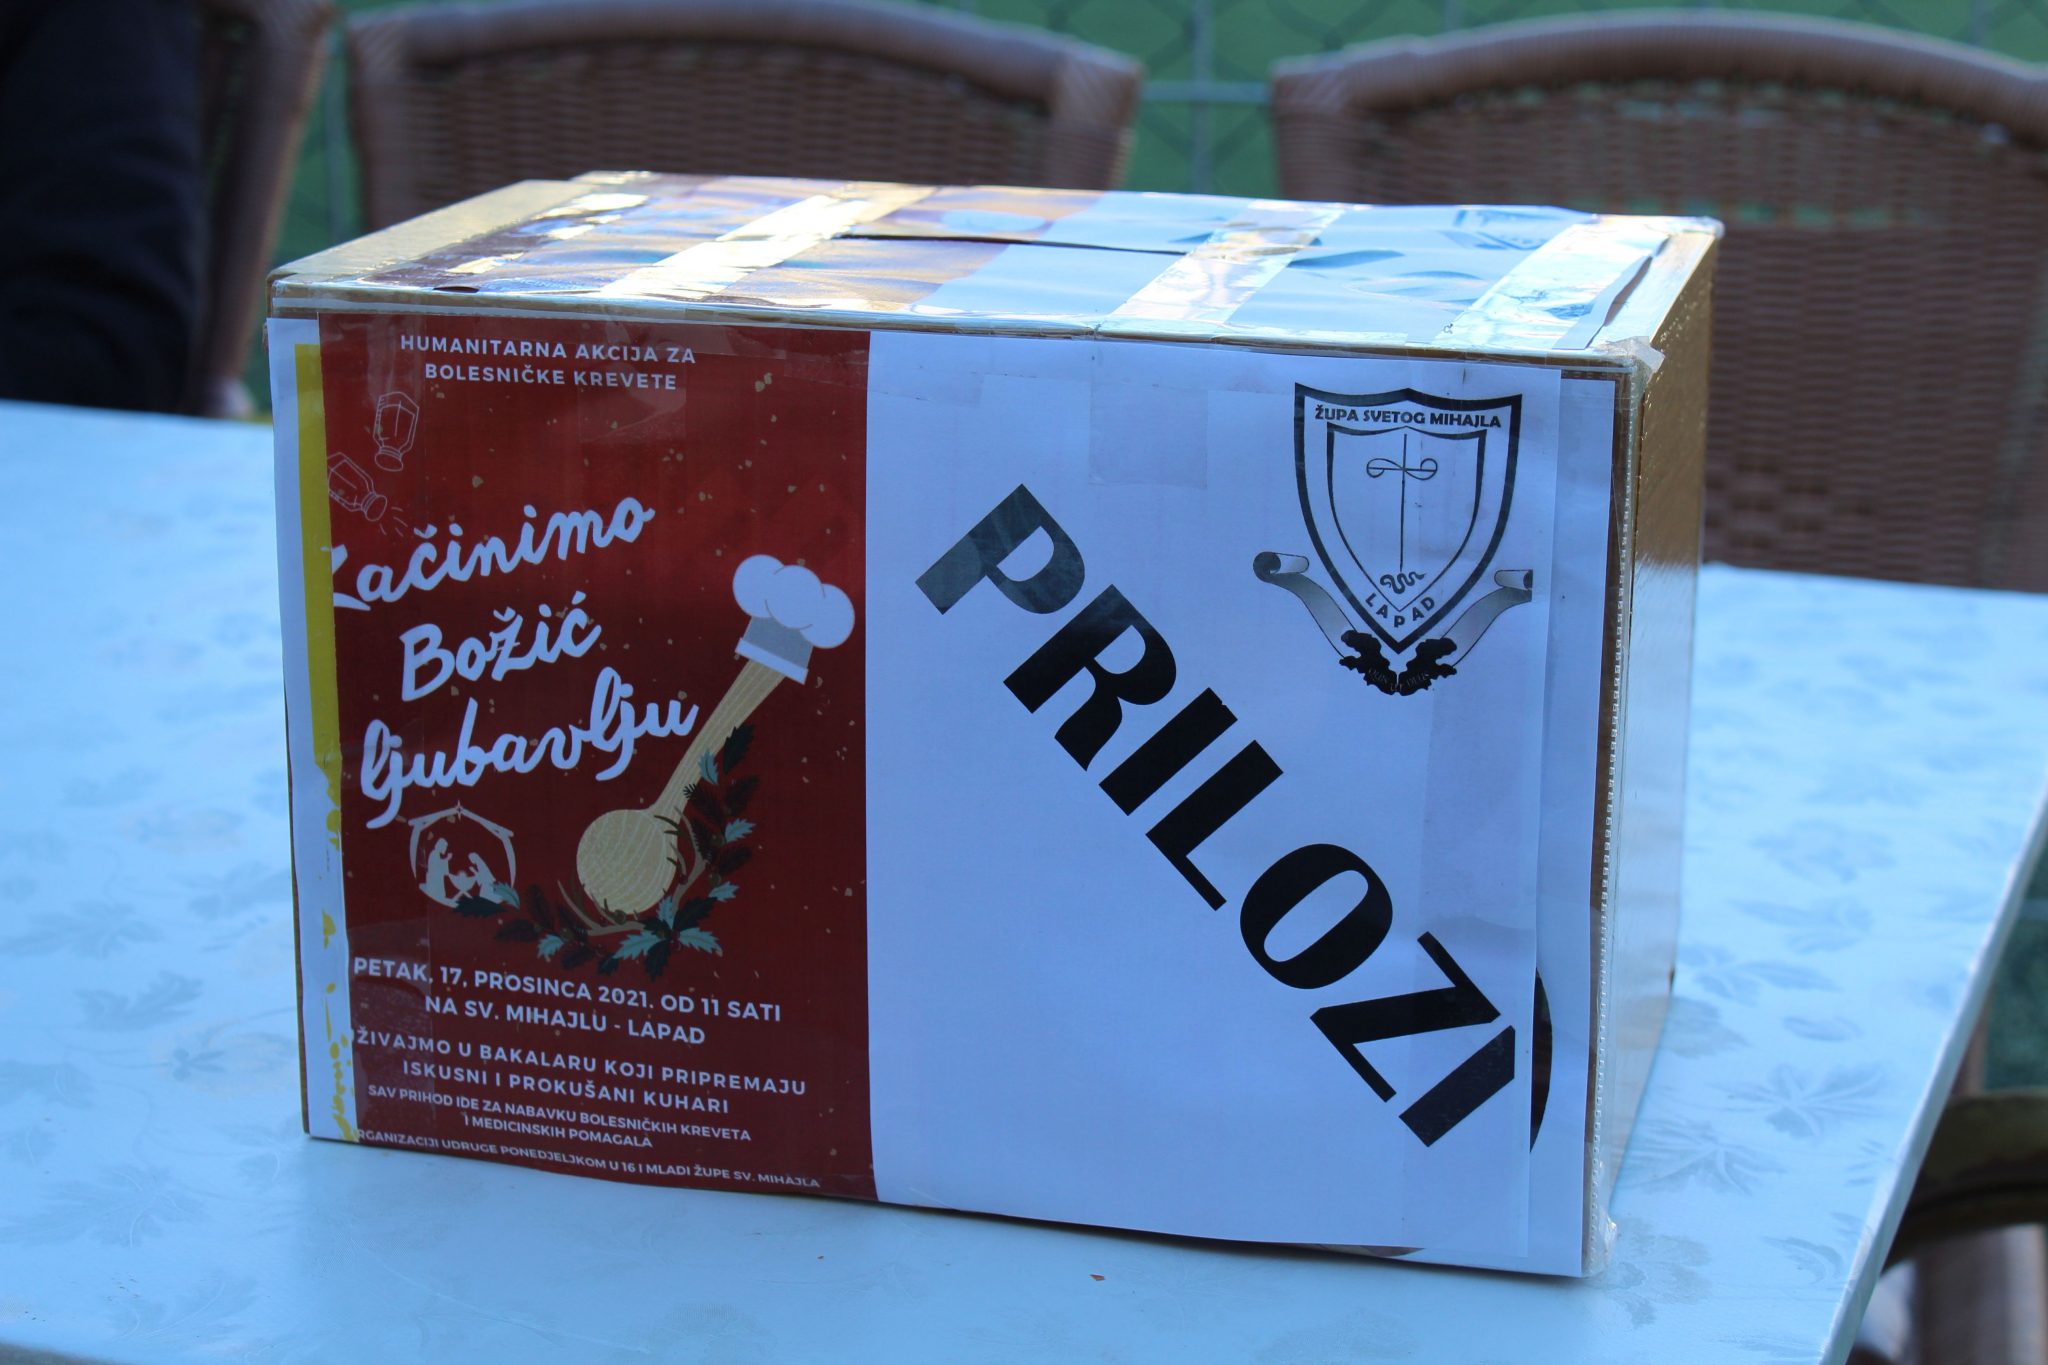 HUMANITARNA AKCIJA ZA
BOLESNIČKE KREVETE
Začinimo
Božić
ljubavlju
PETAK, 17, PROSINCA 2021. OD 11 SATI
NA SV. MIHAJLU - LAPAD
UŽIVAJMO U BAKALARU KOJI PRIPREMAJU
ISKUSNI I PROKUŠANI KUHARI
SAV PRIHOD IDE ZA NABAVKU BOLESNIČKIH KREVETA
I MEDICINSKIH POMAGALA
RGANIZACIJI UDRUGE PONEDJELJKOM U 16 I MLADI ŽUPE SV. MIHAJLA
PRILOZI
ŽUPA SVETOG MIHAJLA
LAPAD